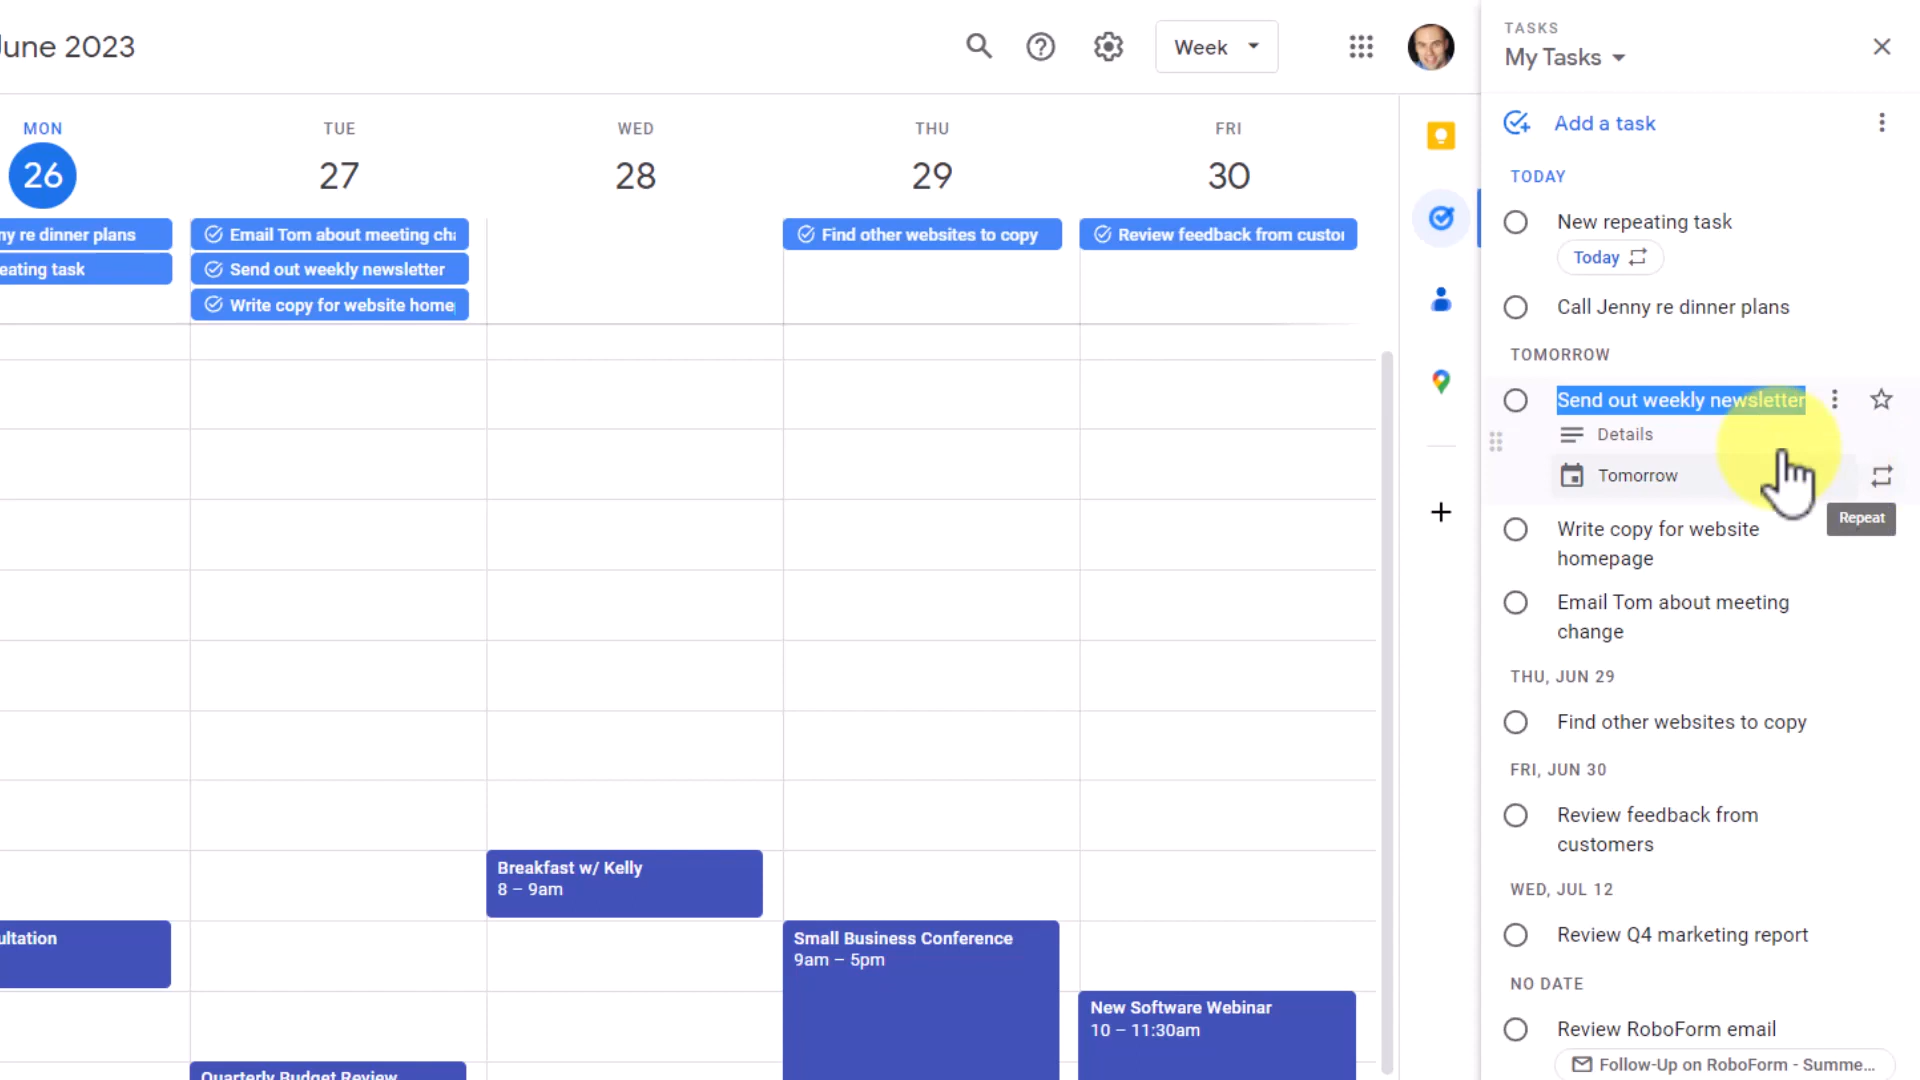 June 2023
Week
MON
26
TUE
27
WED
28
THU
29
FRI
30
ny re dinner plans
eating task
Email Tom about meeting cha
Send out weekly newsletter
Write copy for website home
Find other websites to copy
Review feedback from custo
Breakfast w/ Kelly
8 – 9am
ultation
Small Business Conference
9am – 5pm
New Software Webinar
10 – 11:30am
Quarterly Budget Review
TASKS
My Tasks
Add a task
TODAY
New repeating task
Today
Call Jenny re dinner plans
TOMORROW
Send out weekly newsletter
Details
Tomorrow
Repeat
Write copy for website
homepage
Email Tom about meeting
change
THU, JUN 29
Find other websites to copy
FRI, JUN 30
Review feedback from
customers
WED, JUL 12
Review Q4 marketing report
NO DATE
Review RoboForm email
Follow-Up on RoboForm - Summe...